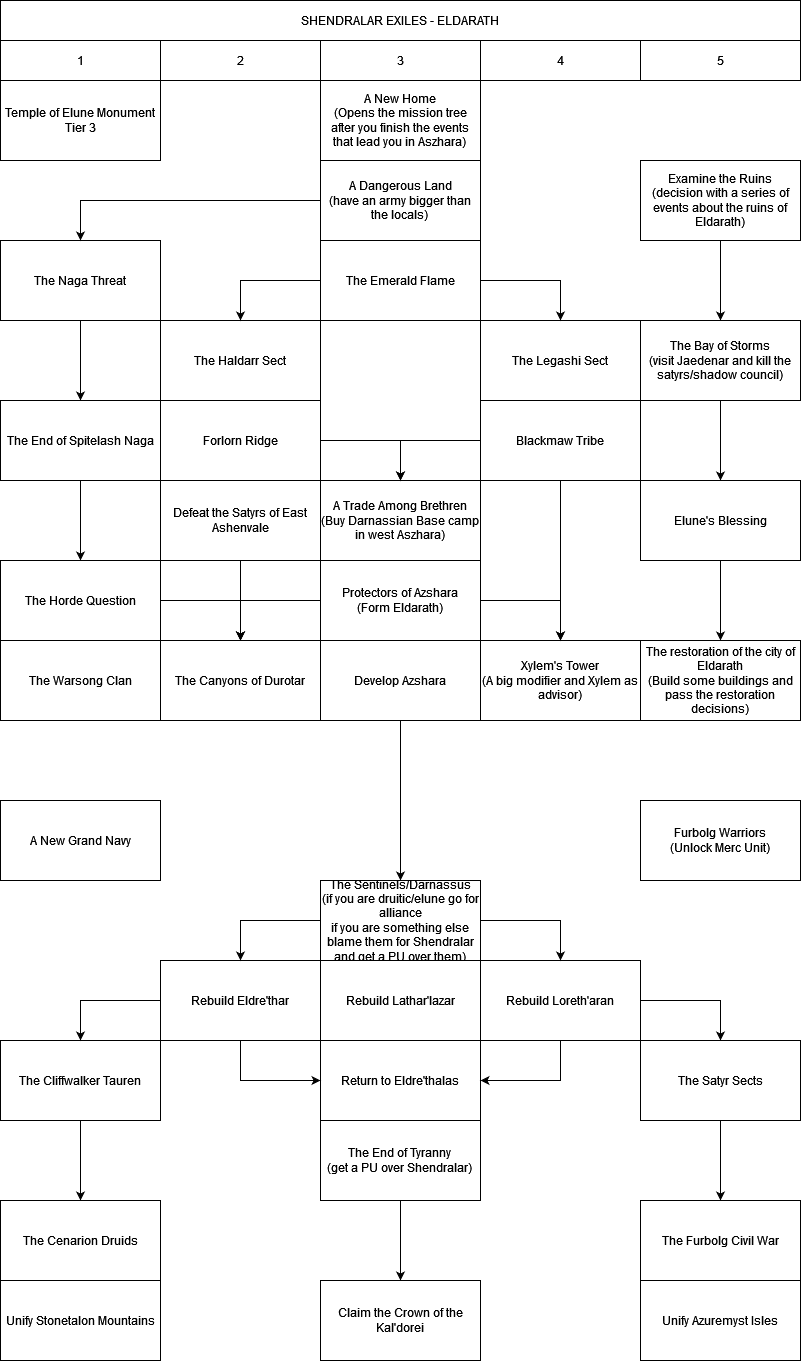 SHENDRALAR EXILES - ELDARATH
1
2
3
4
5
Temple of Elune Monument
Tier 3
A New Home
(Opens the mission tree
after you finish the events
that lead you in Aszhara)
A Dangerous Land
(have an army bigger than
the locals)
Examine the Ruins
(decision with a series of
events about the ruins of
Eldarath)
The Naga Threat
The Emerald Flame
The Haldarr Sect
The Legashi Sect
The Bay of Storms
(visit Jaedenar and kill the
satyrs/shadow council)
The End of Spitelash Naga
Forlorn Ridge
Blackmaw Tribe
Defeat the Satyrs of East
Ashenvale
A Trade Among Brethren
(Buy Darnassian Base camp
in west Aszhara)
Elune's Blessing
The Horde Question
Protectors of Azshara
(Form Eldarath)
The Warsong Clan
The Canyons of Durotar
Develop Azshara
Xylem's Tower
(A big modifier and Xylem as
advisor)
The restoration of the city of
Eldarath
(Build some buildings and
pass the restoration
decisions)
A New Grand Navy
Furbolg Warriors
(Unlock Merc Unit)
The Sentinels/Darnassus
(if you are druitic/elune go for
alliance
if you are something else
blame them for Shendralar
and get a PU over them)
Rebuild Eldre'thar
Rebuild Lathar'lazar
Rebuild Loreth'aran
The Cliffwalker Tauren
Return to Eldre'thalas
The Satyr Sects
The End of Tyranny
(get a PU over Shendralar)
The Cenarion Druids
The Furbolg Civil War
Unify Stonetalon Mountains
Claim the Crown of the
Kal'dorei
Unify Azuremyst Isles